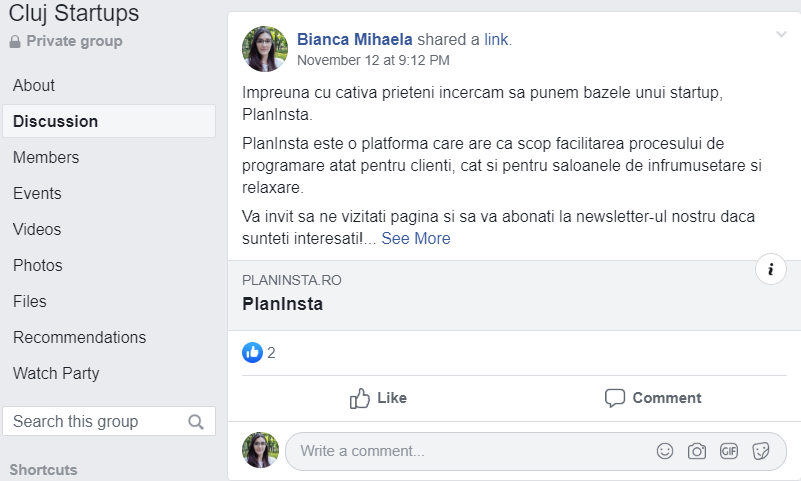 Cluj Startups
Private group
About
Discussion
Members
Events
Videos
Photos
Files
Recommendations
Watch Party
Search this group
Shortcuts
Bianca Mihaela shared a link.
November 12 at 9:12 PM
Impreuna cu cativa prieteni incercam sa punem bazele unui startup,
PlanInsta.
PlanInsta este o platforma care are ca scop facilitarea procesului de
programare atat pentru clienti, cat si pentru saloanele de infrumusetare si
relaxare.
Va invit sa ne vizitati pagina si sa va abonati la newsletter-ul nostru daca
sunteti interesati!... See More
i
PLANINSTA.RO
PlanInsta
2
Like Comment
Write a comment... GIF